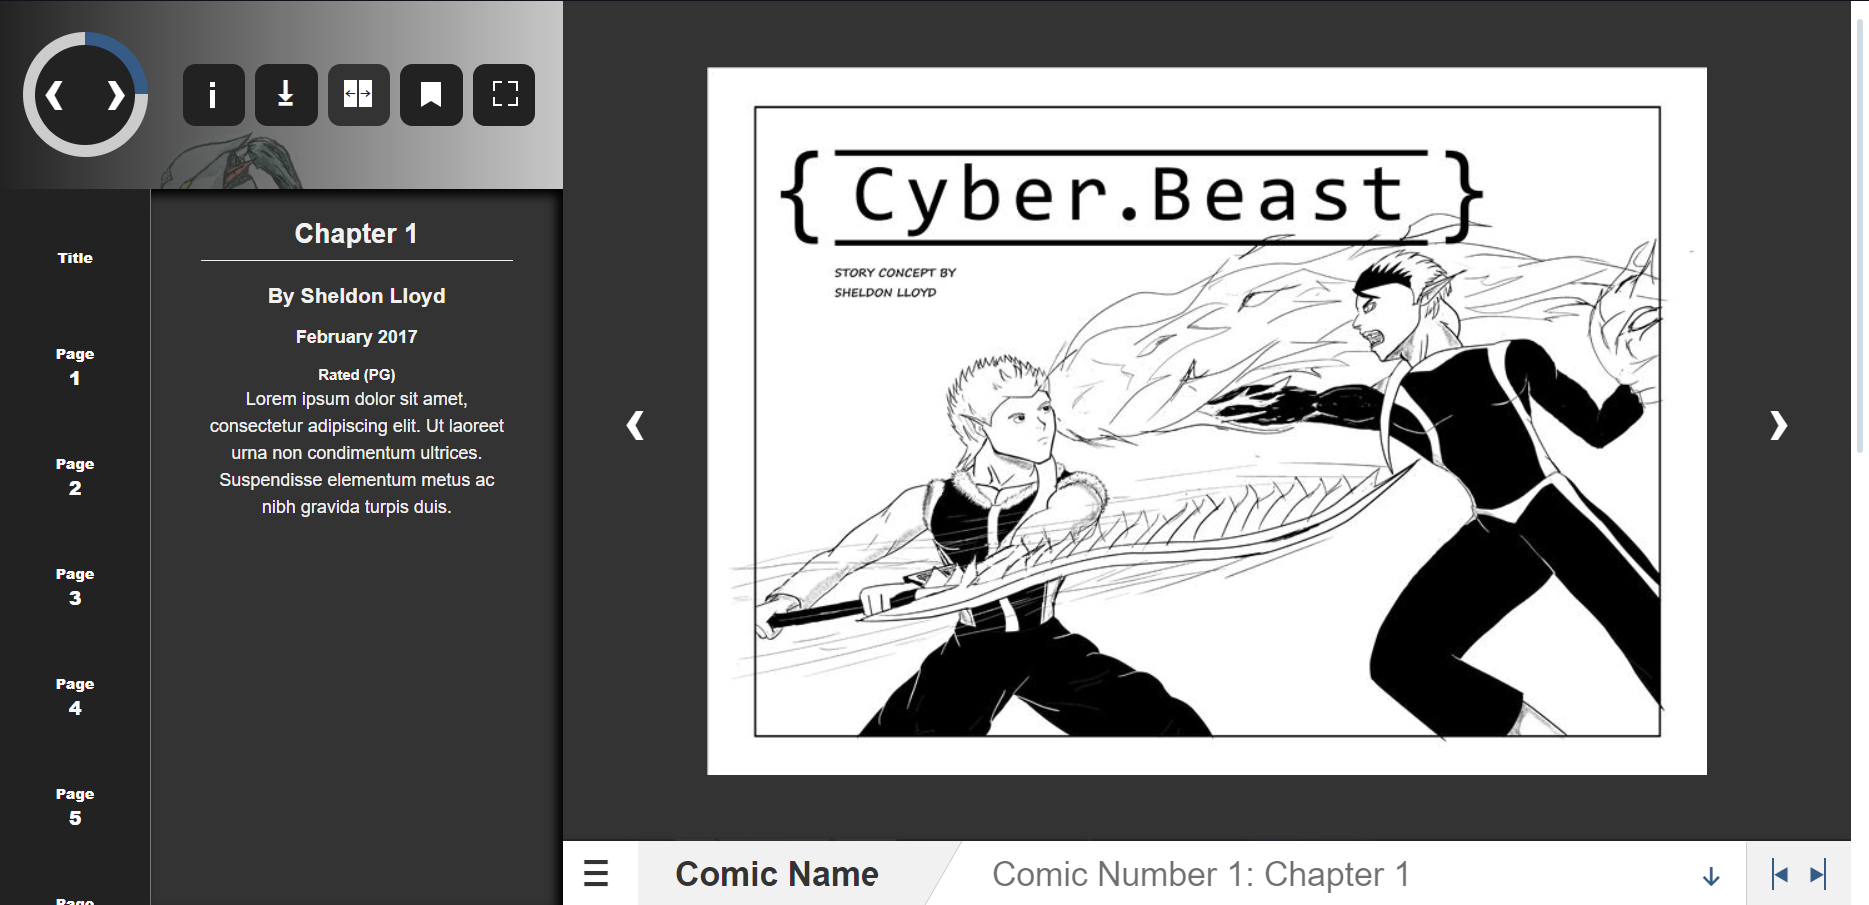 Title
Page
1
Page
2
Page
3
Page
4
Page
5
Page
Chapter 1
By Sheldon Lloyd
February 2017
Rated (PG)
Lorem ipsum dolor sit amet,
consectetur adipiscing elit. Ut laoreet
urna non condimentum ultrices.
Suspendisse elementum metus ac
nibh gravida turpis duis.
{ Cyber.Beast }
STORY CONCEPT BY
SHELDON LLOYD
Comic Name
Comic Number 1: Chapter 1